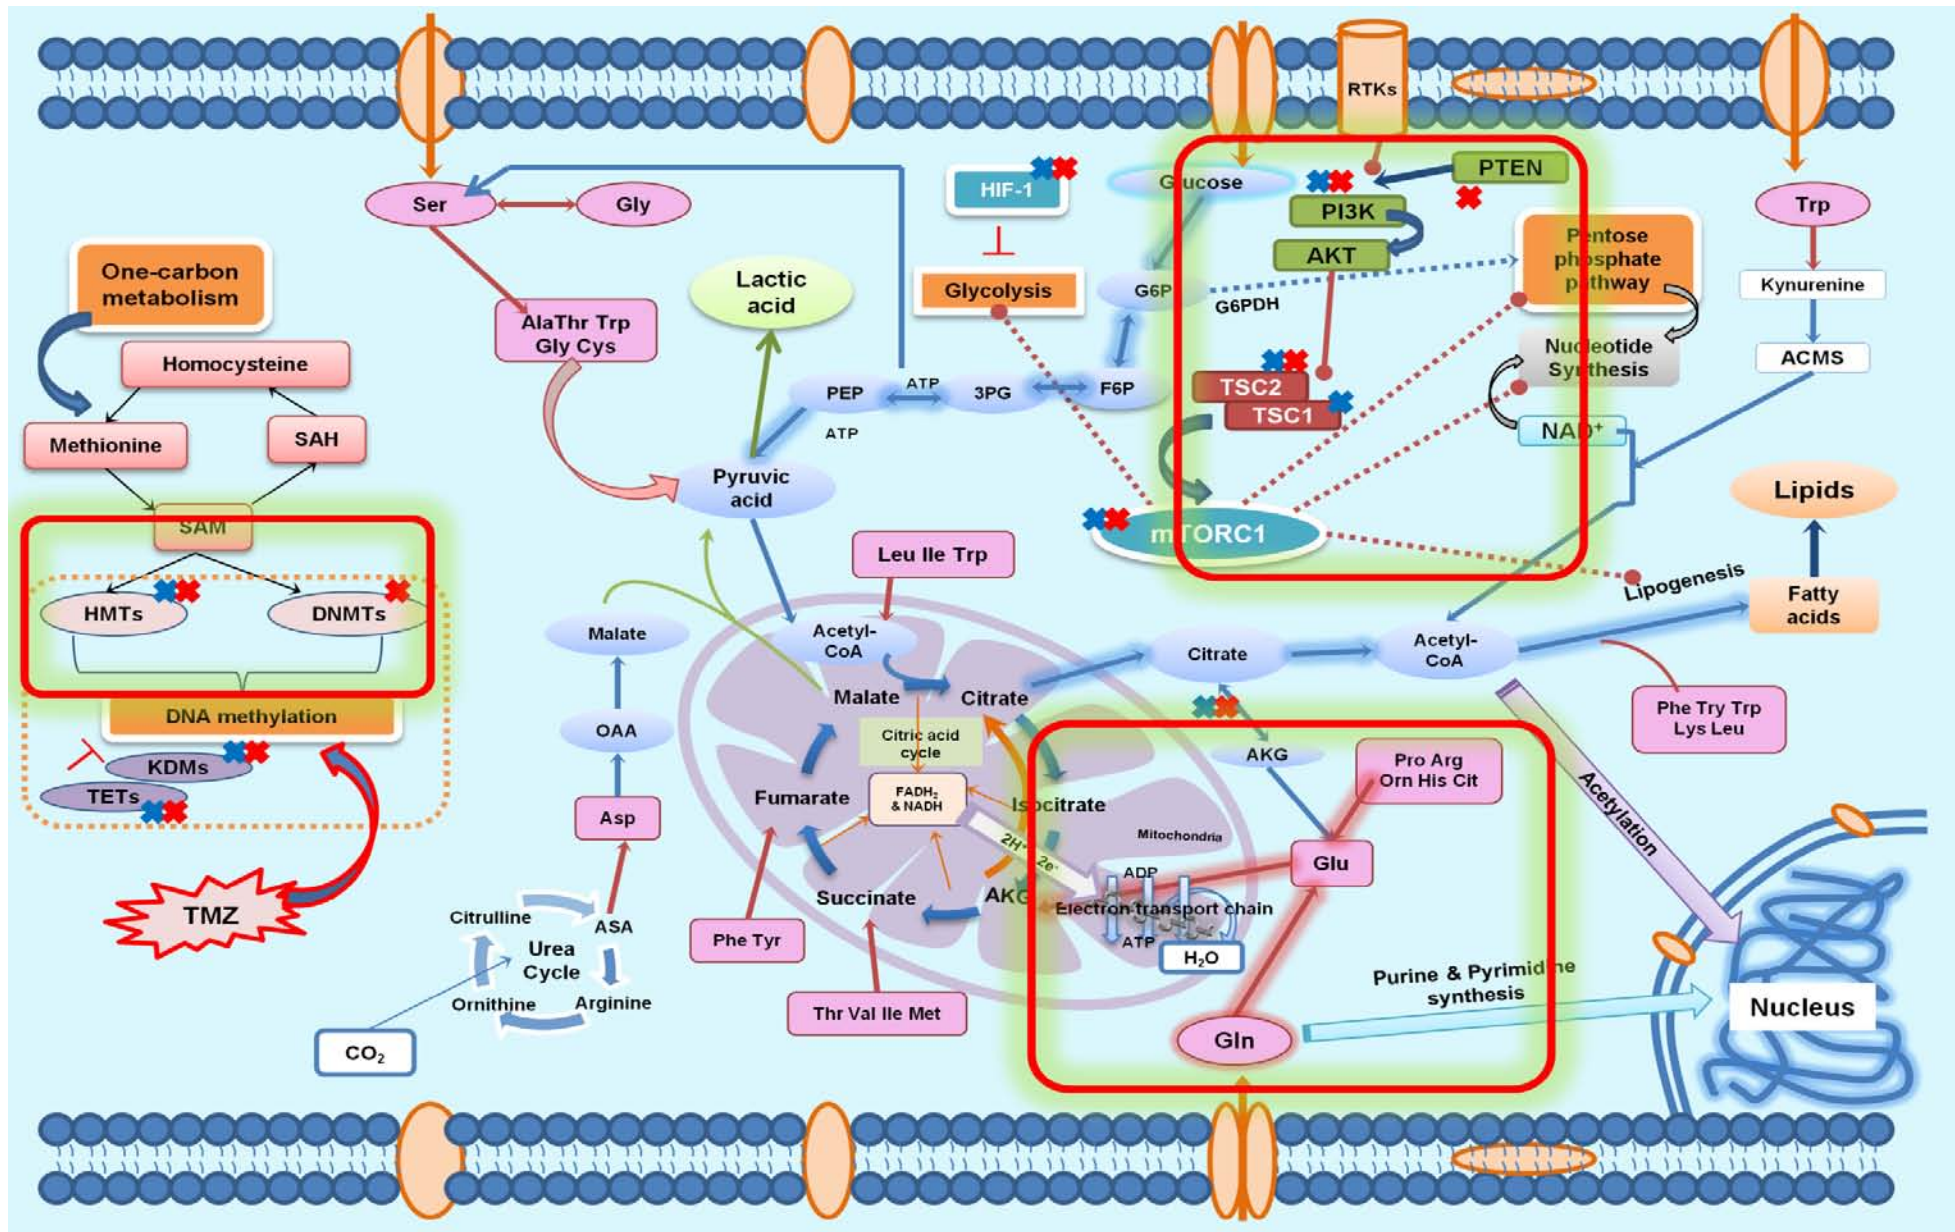 RTKs
HIF-1
Glucose
PTEN
Ser
Gly
PI3K
Trp
AKT
Pentose
phosphate
pathway
One-carbon
metabolism
Lactic
acid
Glycolysis
G6P
G6PDH
Kynurenine
AlaThr Trp
Gly Cys
Homocysteine
Nucleotide
Synthesis
ACMS
PEP
ATP
3PG
F6P
TSC2
TSC1
ATP
Methionine
SAH
NAD+
Pyruvic
acid
Lipids
SAM
mTORC1
Leu Ile Trp
Lipogenesis
HMTs
DNMTs
Fatty
acids
Malate
Acetyl-
CoA
Citrate
Acetyl-
CoA
Malate
Citrate
Phe Try Trp
Lys Leu
DNA methylation
OAA
Citric acid
cycle
AKG
Pro Arg
Orn His Cit
KDMs
TETs
Fumarate
FADH₂
& NADH
Isocitrate
Acetylation
Asp
Mitochondria
2H⁺ 2e⁻
Glu
ADP
Succinate
AKG
Electron transport chain
TMZ
Citrulline
ASA
Urea
Cycle
Phe Tyr
ATP
H₂O
Purine & Pyrimidine
synthesis
Ornithine
Arginine
Thr Val Ile Met
Nucleus
Gln
CO₂